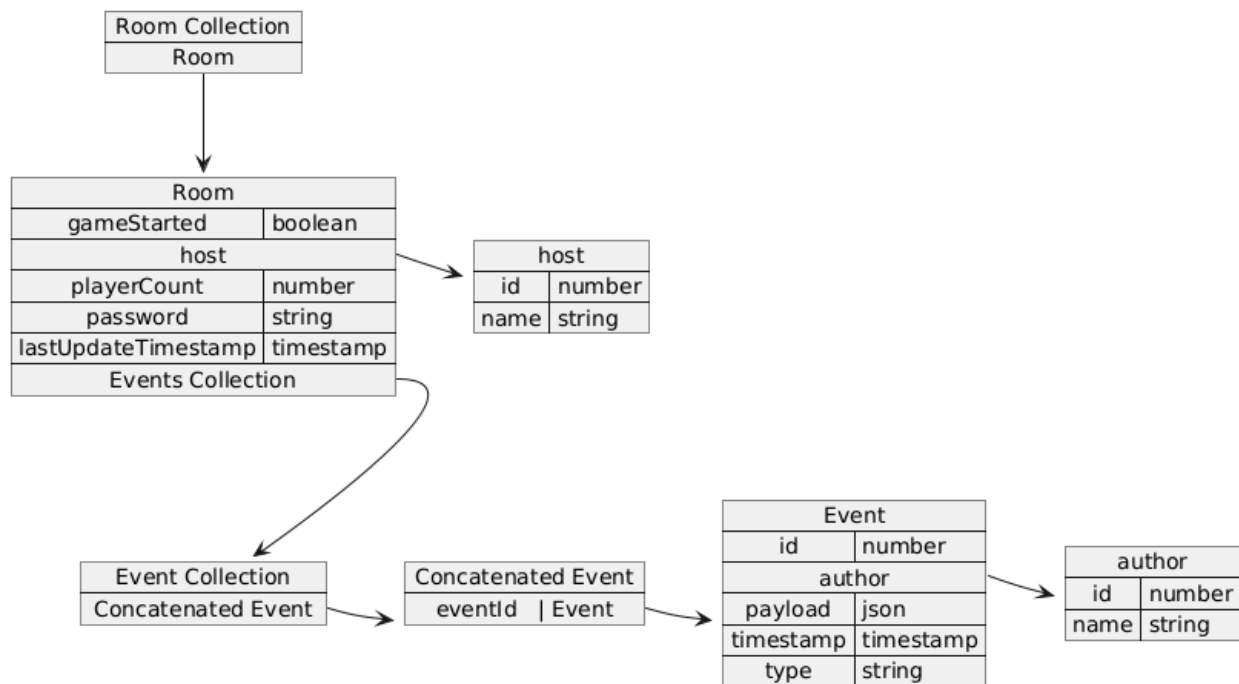 Room Collection
Room
Room
gameStarted boolean
host
playerCount number
password string
lastUpdateTimestamp timestamp
Events Collection
host
id number
name string
Event Collection
Concatenated Event
Concatenated Event
eventId | Event
Event
id number
author
payload json
timestamp timestamp
type string
author
id number
name string